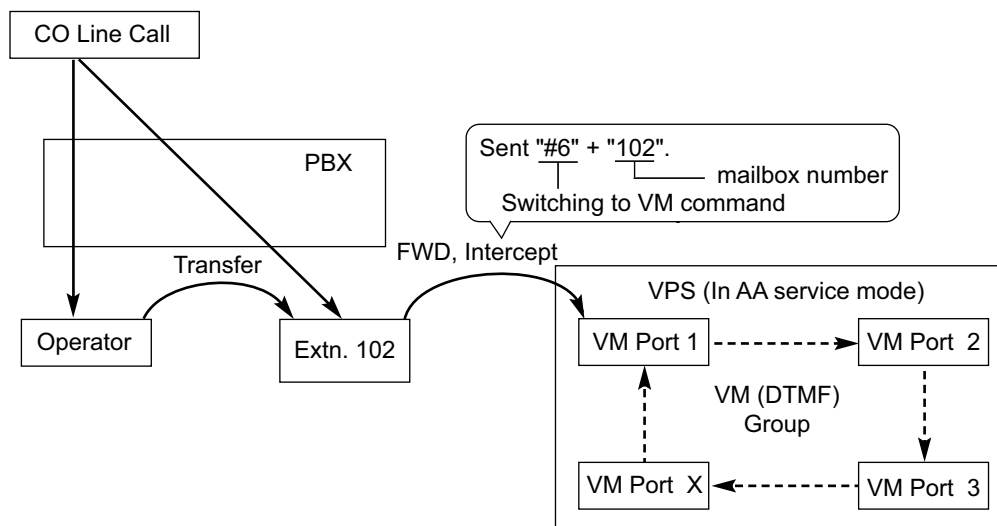 CO Line Call
PBX
Sent "#6" + "102".
mailbox number
Switching to VM command
Transfer
FWD, Intercept
VPS (In AA service mode)
Operator
Extn. 102
VM Port 1
VM Port 2
VM (DTMF)
Group
VM Port X
VM Port 3